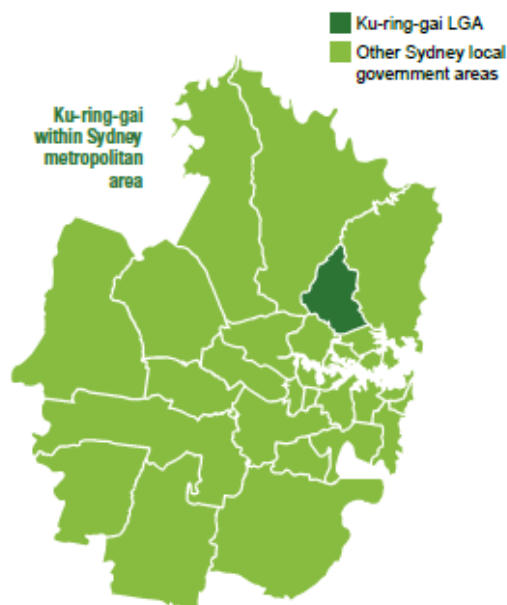 Ku-ring-gai LGA
Other Sydney local
government areas
Ku-ring-gai
within Sydney
metropolitan
area